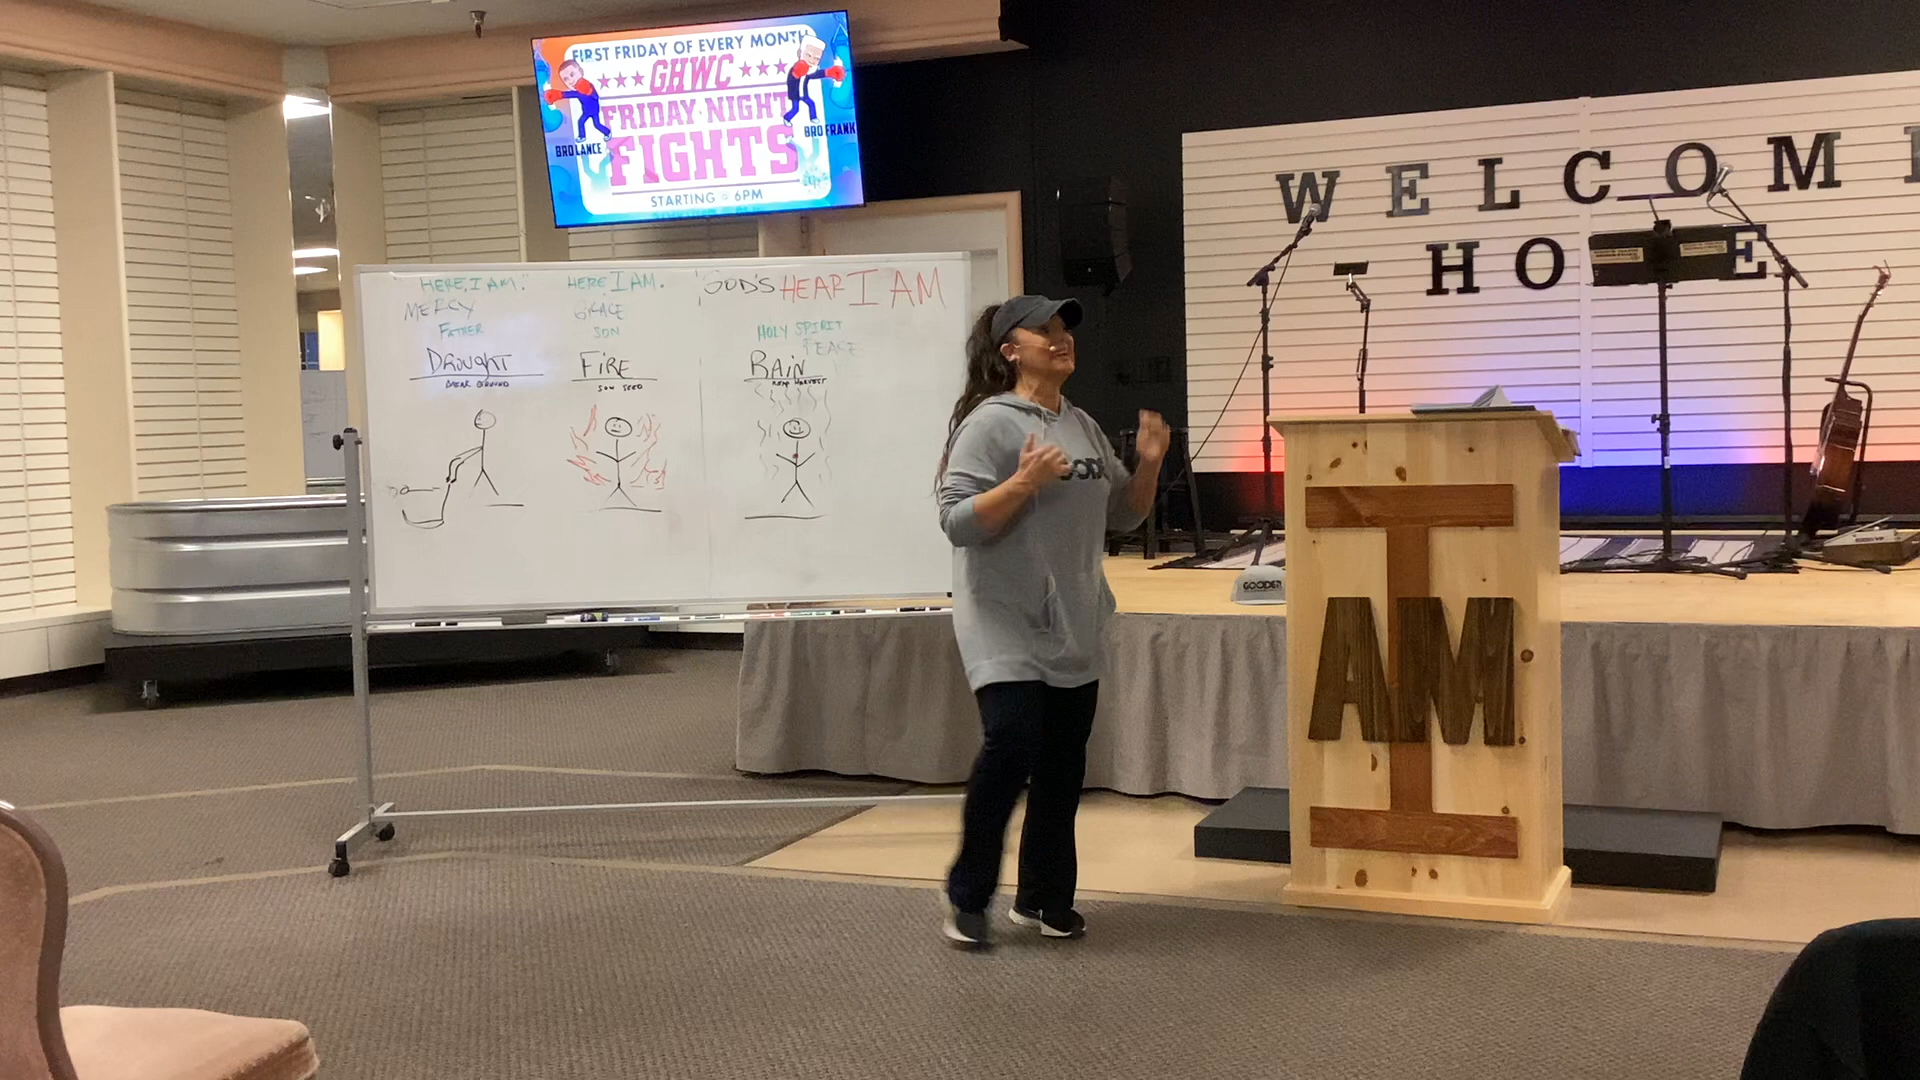 FIRST FRIDAY OF EVERY MONTH
GHWC
FRIDAY NIGHT
FIGHTS
BRO LANCE
BRO FRANK
STARTING @ 6PM
WELCOME
HOME
HERE, I AM.
MERCY
FATHER
DROUGHT
BREAK GROUND
HERE I AM.
GRACE
SON
FIRE
SOW SEED
GOD'S HEAR I AM
HOLY SPIRIT
PEACE
RAIN
REAP HARVEST
GOODER
I
AM